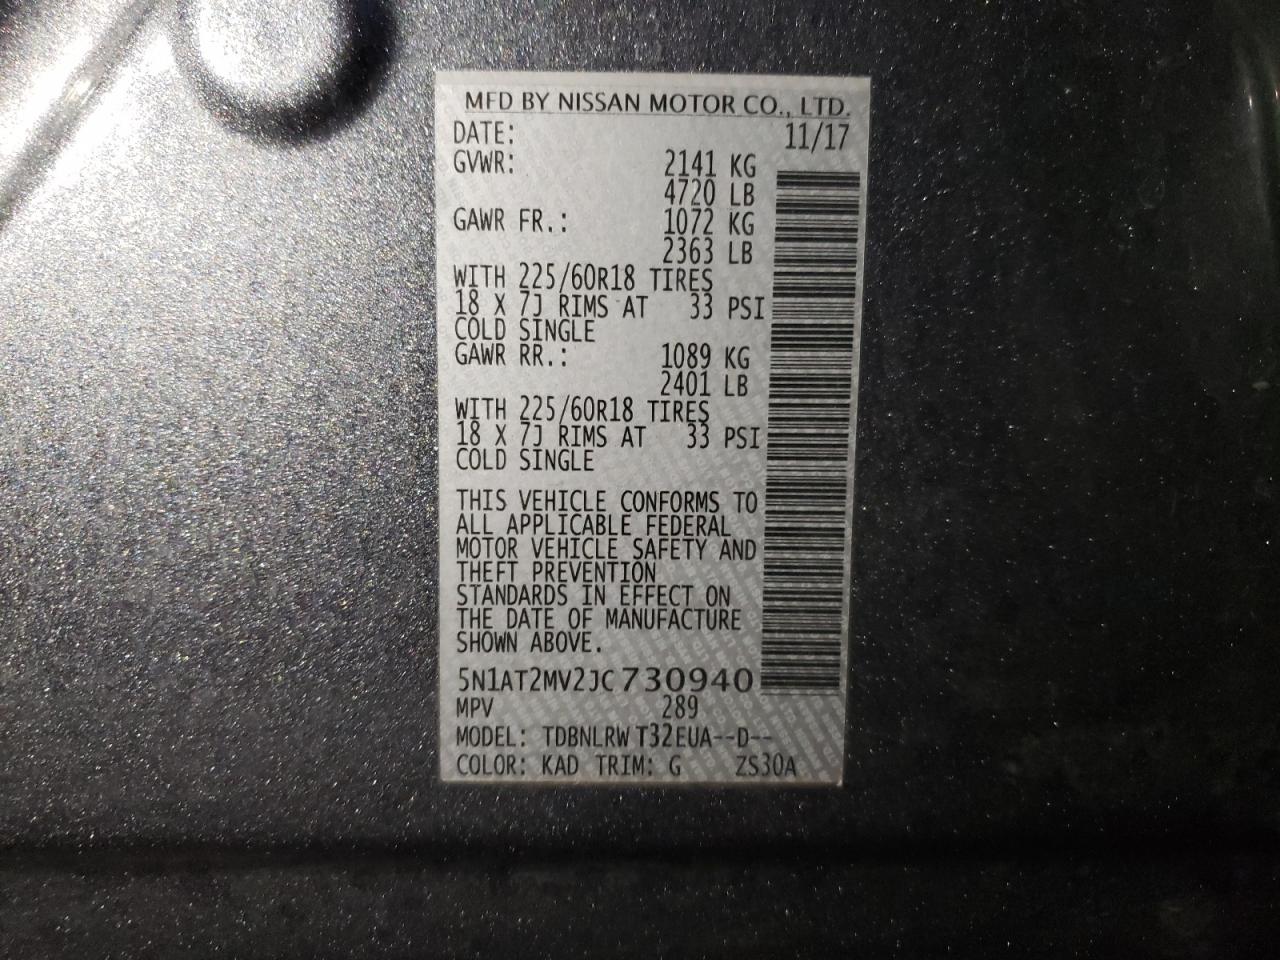 MFD BY NISSAN MOTOR CO., LTD.
DATE: 11/17
GVWR: 2141 KG
4720 LB
GAWR FR.: 1072 KG
2363 LB
WITH 225/60R18 TIRES
18 X 7J RIMS AT 33 PSI
COLD SINGLE
GAWR RR.: 1089 KG
2401 LB
WITH 225/60R18 TIRES
18 X 7J RIMS AT 33 PSI
COLD SINGLE
THIS VEHICLE CONFORMS TO
ALL APPLICABLE FEDERAL
MOTOR VEHICLE SAFETY AND
THEFT PREVENTION
STANDARDS IN EFFECT ON
THE DATE OF MANUFACTURE
SHOWN ABOVE.
5N1AT2MV2JC730940
MPV 289
MODEL: TDBNLRW T32EUA--D--
COLOR: KAD TRIM: G ZS30A